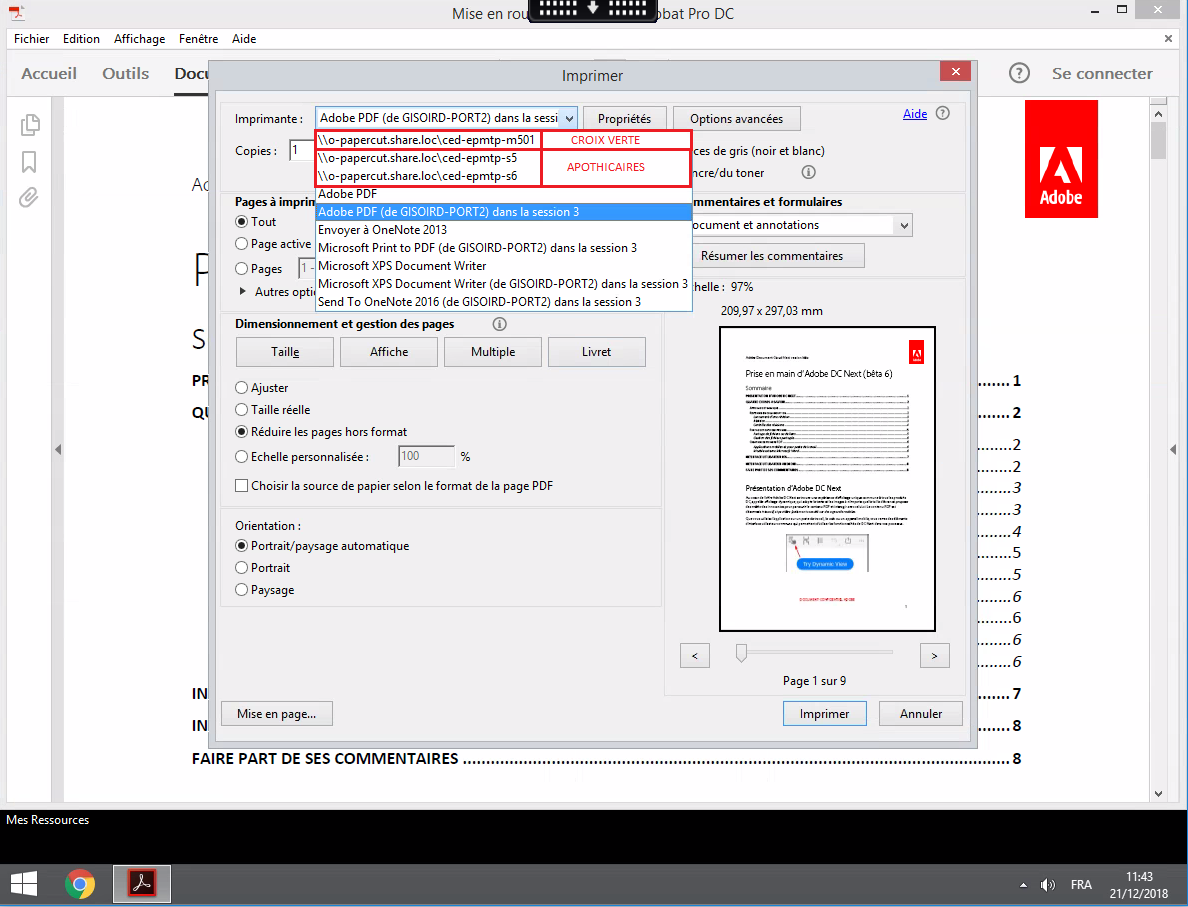 Mise en rou
obat Pro DC
Fichier Edition Affichage Fenêtre Aide
Accueil Outils Docu
Se connecter
Imprimer
Imprimante :
Adobe PDF (de GISOIRD-PORT2) dans la sessi
Propriétés
Options avancées
Aide
Copies :
1
\\o-papercut.share.loc\ced-epmtp-m501
CROIX VERTE
\\o-papercut.share.loc\ced-epmtp-s5
\\o-papercut.share.loc\ced-epmtp-s6
APOTHICAIRES
Adobe PDF
Adobe PDF (de GISOIRD-PORT2) dans la session 3
Envoyer à OneNote 2013
Microsoft Print to PDF (de GISOIRD-PORT2) dans la session 3
Microsoft XPS Document Writer
Microsoft XPS Document Writer (de GISOIRD-PORT2) dans la session 3
Send To OneNote 2016 (de GISOIRD-PORT2) dans la session 3
ces de gris (noir et blanc)
ncre/du toner
Adobe
Pages à imprin
Tout
Page active
Pages
1 -
Autres optio
mmentaires et formulaires
ocument et annotations
Résumer les commentaires
helle : 97%
209,97 x 297,03 mm
Dimensionnement et gestion des pages
Taille
Affiche
Multiple
Livret
Ajuster
Taille réelle
Réduire les pages hors format
Echelle personnalisée :
100
%
Choisir la source de papier selon le format de la page PDF
Orientation :
Portrait/paysage automatique
Portrait
Paysage
Prise en main d'Adobe DC Next (bêta 6)
Sommaire
Présentation d'Adobe DC Next
Try Dynamic View
DOCUMENT CONFIDENTIEL ADOBE
<
>
Page 1 sur 9
Mise en page...
Imprimer
Annuler
Ac
P
S
PR
....... 1
QU
....... 2
.......2
.......2
.......3
.......3
.......4
.......5
.......5
.......6
.......6
.......6
.......6
IN
....... 7
IN
....... 8
FAIRE PART DE SES COMMENTAIRES ........................................................................ 8
Mes Ressources
FRA
11:43
21/12/2018